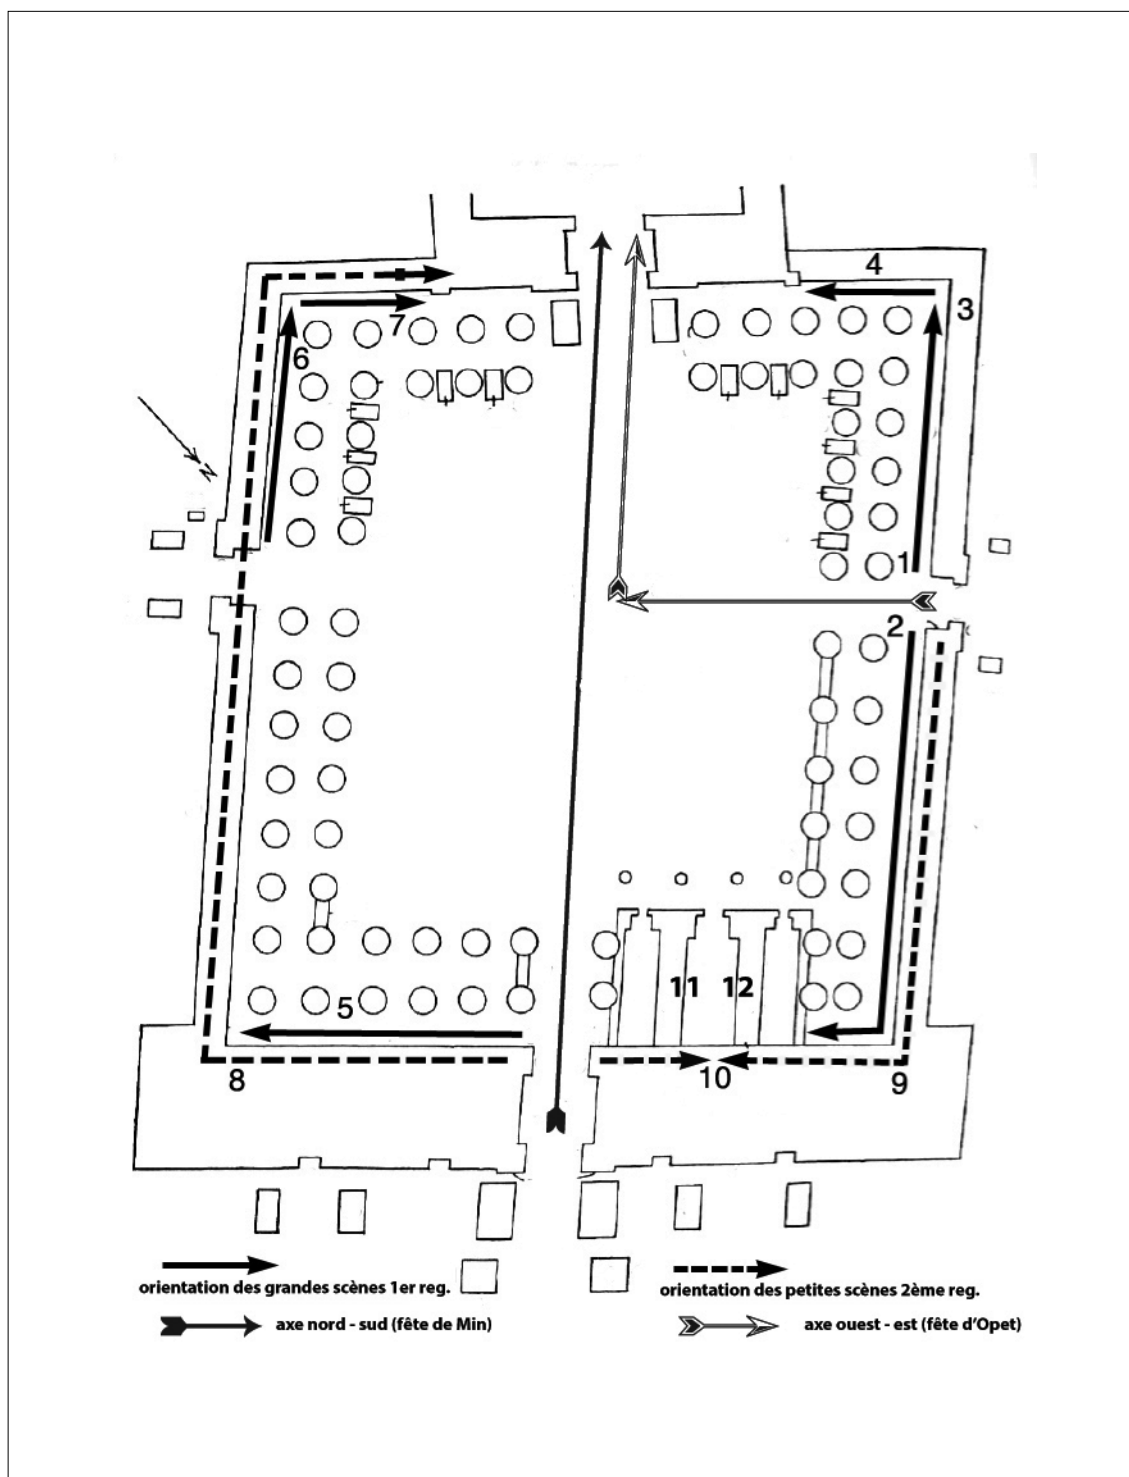 4
3
7
6
N
1
2
11 12
5
8
10
9
orientation des grandes scènes 1er reg.
orientation des petites scènes 2ème reg.
axe nord - sud (fête de Min)
axe ouest - est (fête d'Opet)